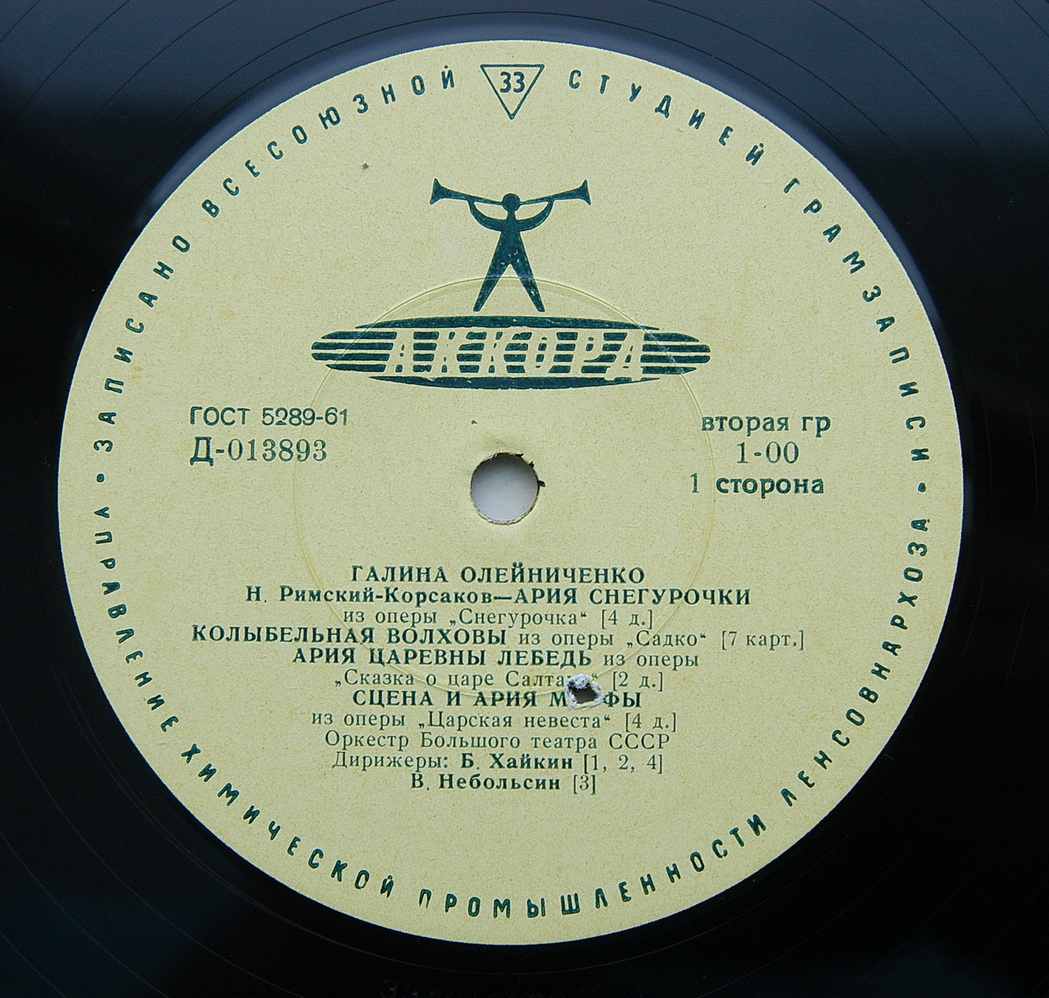 ЗАПИСАНО ВСЕСОЮЗНОЙ СТУДИЕЙ ГРАМЗАПИСИ
33
АККОРД
ГОСТ 5289-61
Д-013893
вторая гр
1-00
1 сторона
ГАЛИНА ОЛЕЙНИЧЕНКО
Н. Римский-Корсаков—АРИЯ СНЕГУРОЧКИ
из оперы „Снегурочка“ [4 д.]
КОЛЫБЕЛЬНАЯ ВОЛХОВЫ из оперы „Садко“ [7 карт.]
АРИЯ ЦАРЕВНЫ ЛЕБЕДЬ из оперы
„Сказка о царе [2 д.]
СЦЕНА И АРИЯ
из оперы „Царская невеста“ [4 д.]
Оркестр Большого театра СССР
Дирижеры: Б. Хайкин [1, 2, 4]
В. Небольсин [3]
УПРАВЛЕНИЕ ХИМИЧЕСКОЙ ПРОМЫШЛЕННОСТИ ЛЕНСОВНАРХОЗА